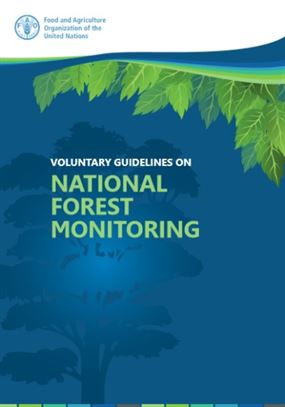 Food and Agriculture
Organization of the
United Nations
VOLUNTARY GUIDELINES ON
NATIONAL
FOREST
MONITORING